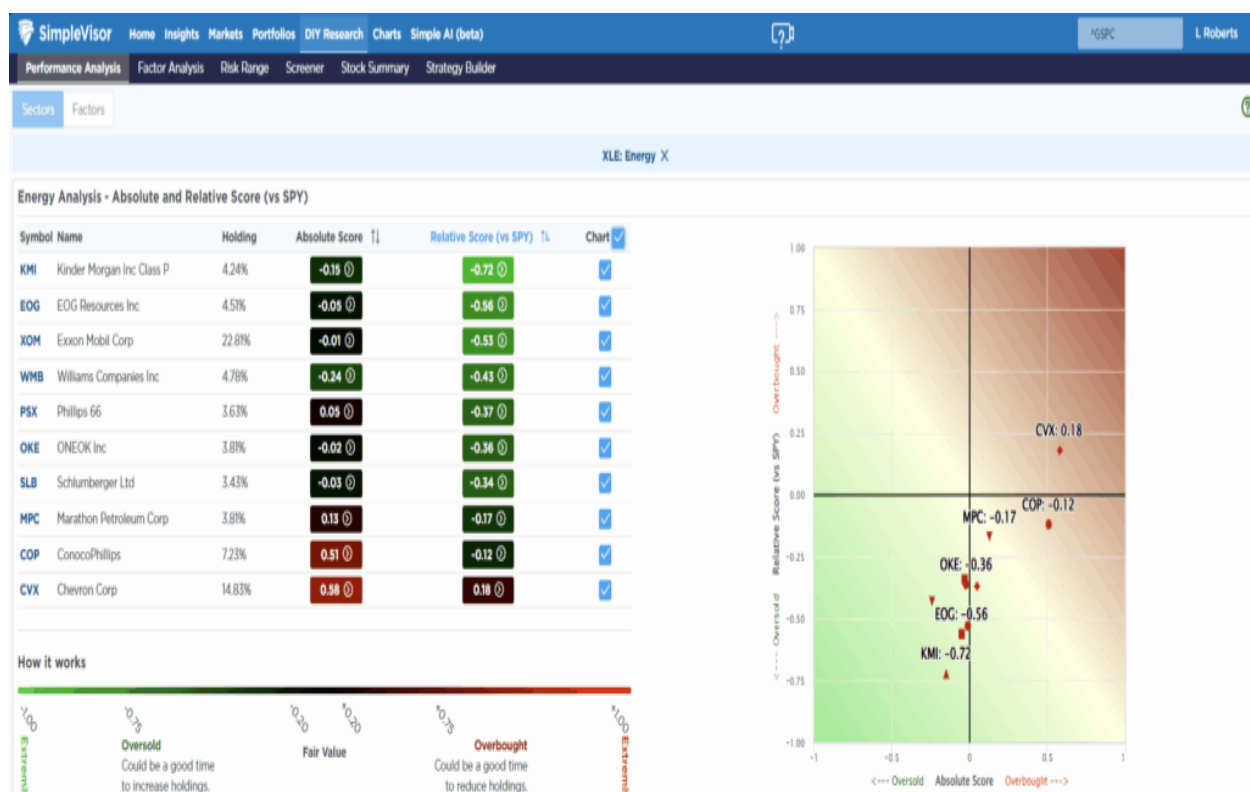 SimpleVisor Home Insights Markets Portfolios DIY Research Charts Simple AI (beta) ^GSPC L Roberts
Performance Analysis Factor Analysis Risk Range Screener Stock Summary Strategy Builder
Sectors Factors
XLE: Energy X
Energy Analysis - Absolute and Relative Score (vs SPY)
Symbol Name Holding Absolute Score Relative Score (vs SPY) Chart
KMI Kinder Morgan Inc Class P 4.24% -0.15 -0.72
EOG EOG Resources Inc 4.51% -0.05 -0.56
XOM Exxon Mobil Corp 22.81% -0.01 -0.53
WMB Williams Companies Inc 4.78% -0.24 -0.43
PSX Phillips 66 3.63% 0.05 -0.37
OKE ONEOK Inc 3.81% -0.02 -0.36
SLB Schlumberger Ltd 3.43% -0.03 -0.34
MPC Marathon Petroleum Corp 3.81% 0.13 -0.17
COP ConocoPhillips 7.23% 0.51 -0.12
CVX Chevron Corp 14.83% 0.58 0.18
How it works
-1.00 -0.75 -0.20 +0.20 +0.75 +1.00
Oversold Fair Value Overbought
Could be a good time Could be a good time
to increase holdings. to reduce holdings.
1.00
0.75
0.50
0.25
0.00
-0.25
-0.50
-0.75
-1.00
<--- Oversold Relative Score (vs SPY) Overbought --->
CVX: 0.18
COP: -0.12
MPC: -0.17
OKE: -0.36
EOG: -0.56
KMI: -0.72
-1 -0.5 0 0.5 1
<--- Oversold Absolute Score Overbought --->